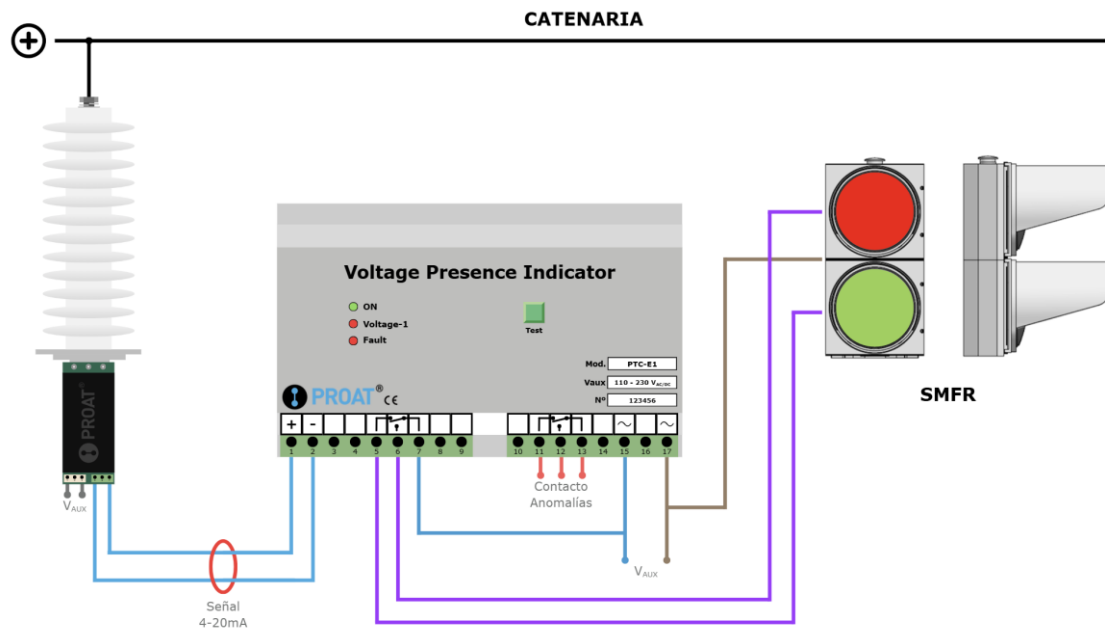 CATENARIA
+
Voltage Presence Indicator
ON
Voltage-1
Fault
Test
Mod. PTC-E1
Vaux 110 - 230 VAC/DC
Nº 123456
PROAT® CE
PROAT®
+ - ~ ~
1 2 3 4 5 6 7 8 9 10 11 12 13 14 15 16 17
VAUX
Contacto
Anomalías
VAUX
Señal
4-20mA
SMFR